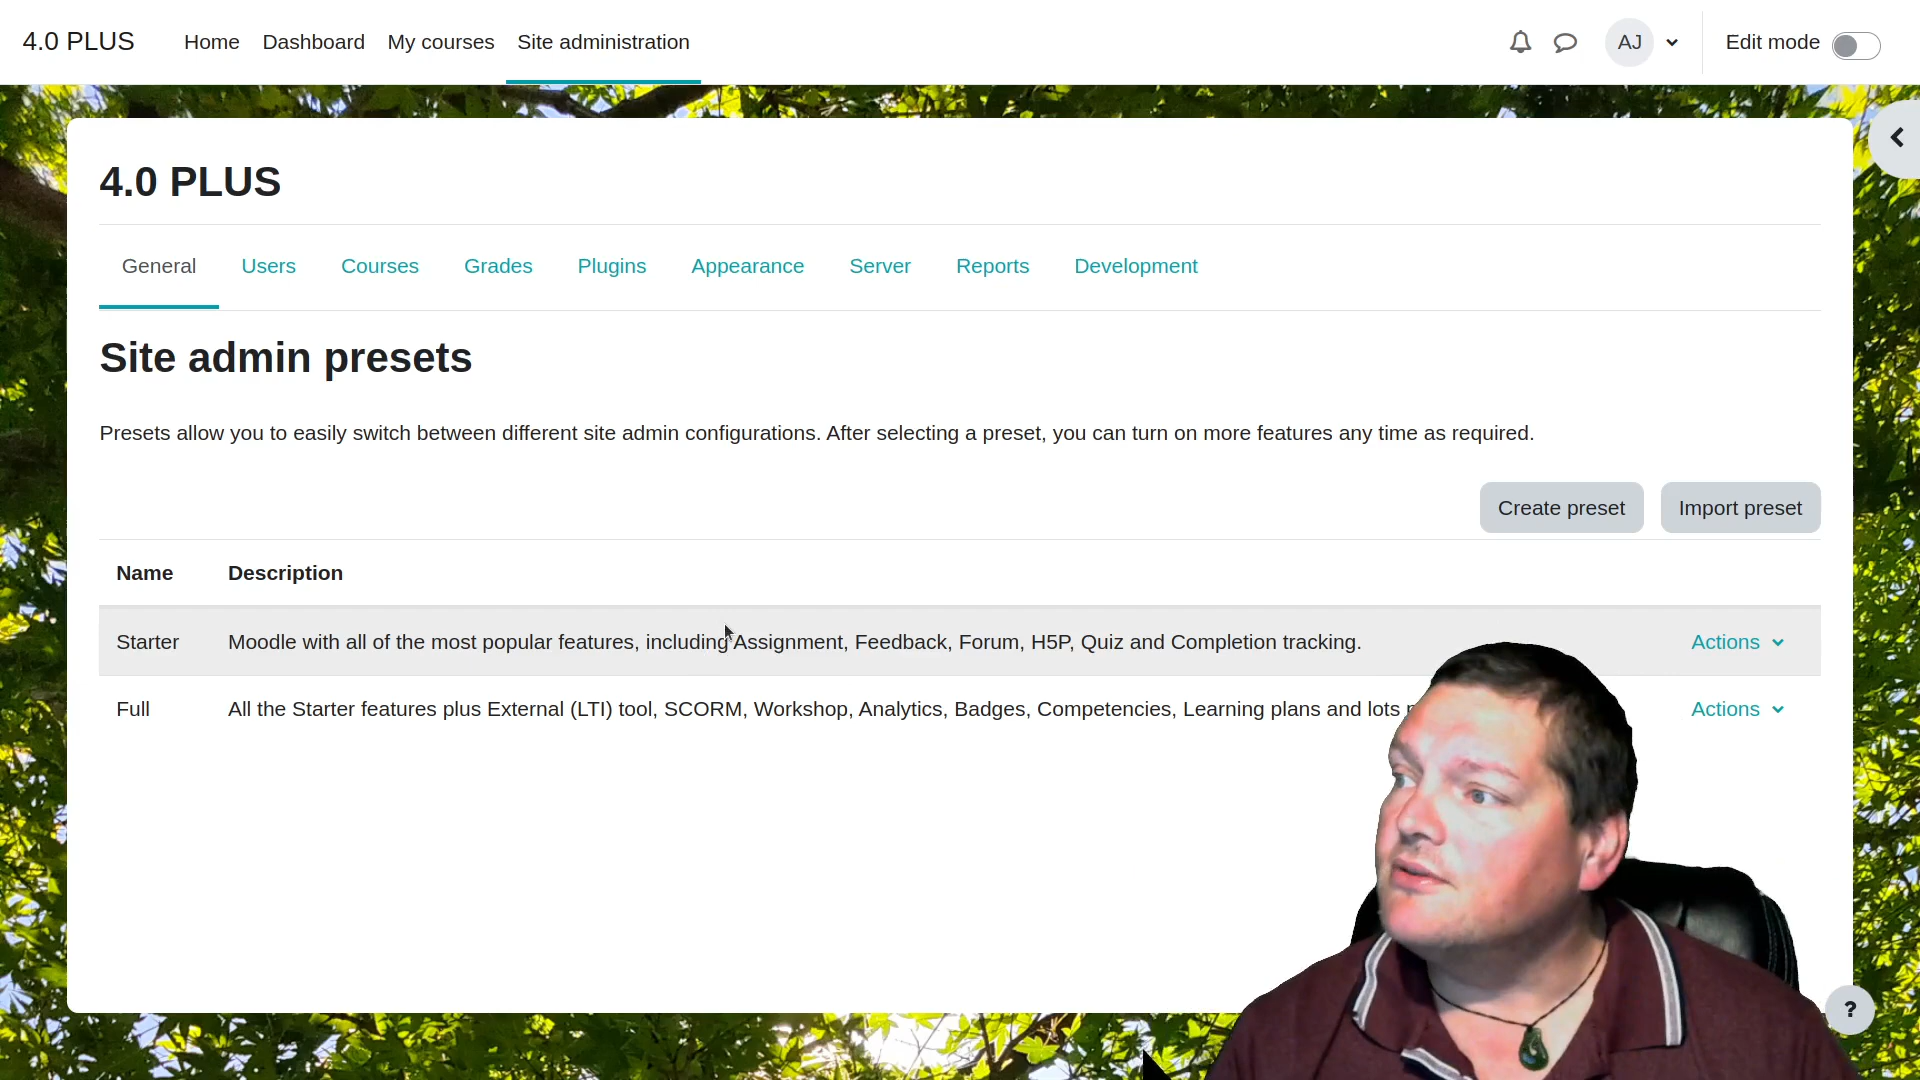 4.0 PLUS Home Dashboard My courses Site administration AJ Edit mode
4.0 PLUS
General Users Courses Grades Plugins Appearance Server Reports Development
Site admin presets
Presets allow you to easily switch between different site admin configurations. After selecting a preset, you can turn on more features any time as required.
Create preset Import preset
Name Description
Starter Moodle with all of the most popular features, including Assignment, Feedback, Forum, H5P, Quiz and Completion tracking. Actions
Full All the Starter features plus External (LTI) tool, SCORM, Workshop, Analytics, Badges, Competencies, Learning plans and lots Actions
?